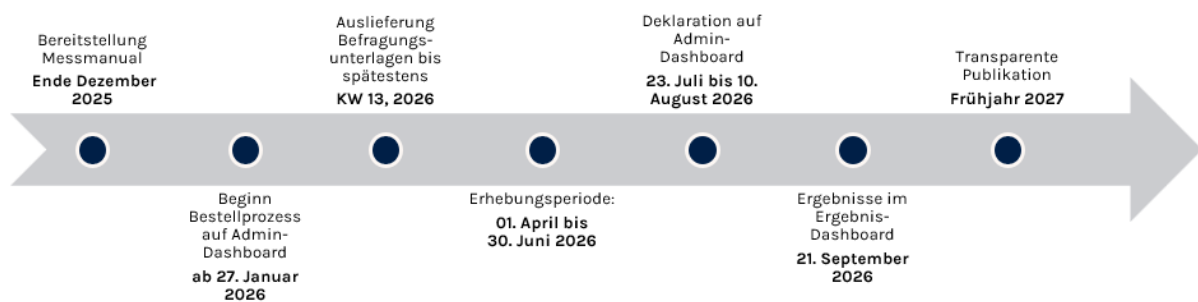 Bereitstellung
Messmanual
Ende Dezember
2025
Beginn
Bestellprozess
auf Admin-
Dashboard
ab 27. Januar
2026
Auslieferung
Befragungs-
unterlagen bis
spätestens
KW 13, 2026
Erhebungsperiode:
01. April bis
30. Juni 2026
Deklaration auf
Admin-
Dashboard
23. Juli bis 10.
August 2026
Ergebnisse im
Ergebnis-
Dashboard
21. September
2026
Transparente
Publikation
Frühjahr 2027